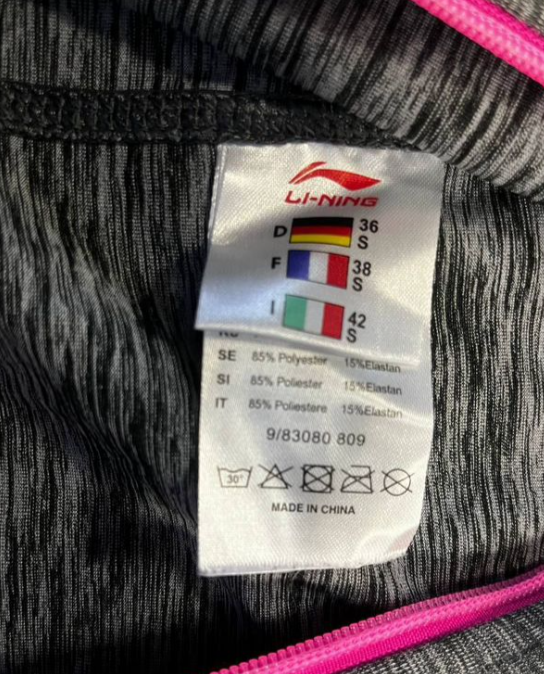 LI-NING
D 36
S
F 38
S
I 42
S
SE 85% Polyester 15%Elastan
SI 85% Poliester 15%Elastan
IT 85% Poliestere 15%Elastan
9/83080 809
30°
MADE IN CHINA